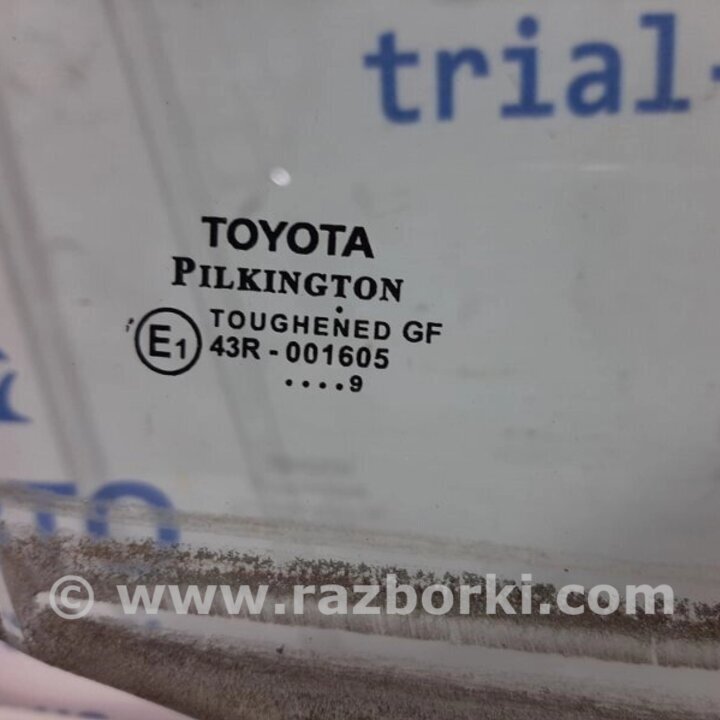 trial-
TOYOTA
PILKINGTON
TOUGHENED GF
E1 43R - 001605
....9
&
© www.razborki.com